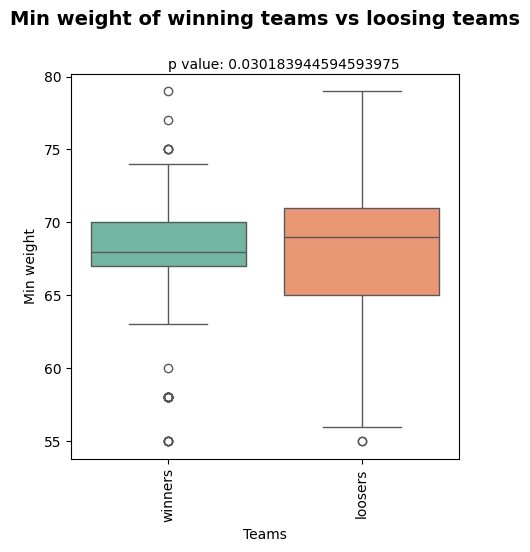 Min weight of winning teams vs loosing teams
p value: 0.030183944594593975
80
75
70
65
60
55
Min weight
winners
loosers
Teams